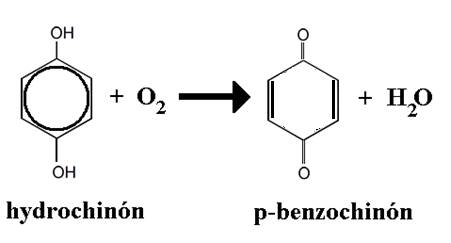 OH O
+ O₂ + H₂O
OH O
hydrochinón p-benzochinón